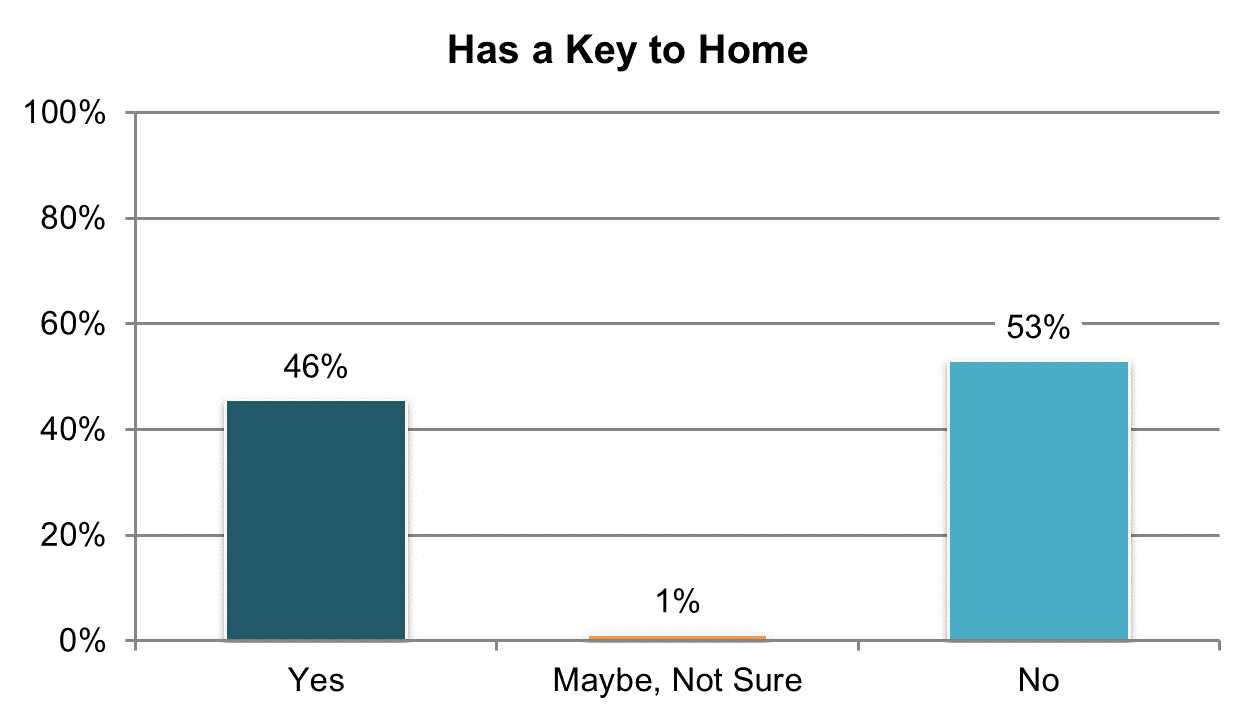 Has a Key to Home
100%
80%
60%
40%
20%
0%
46%
1%
53%
Yes
Maybe, Not Sure
No